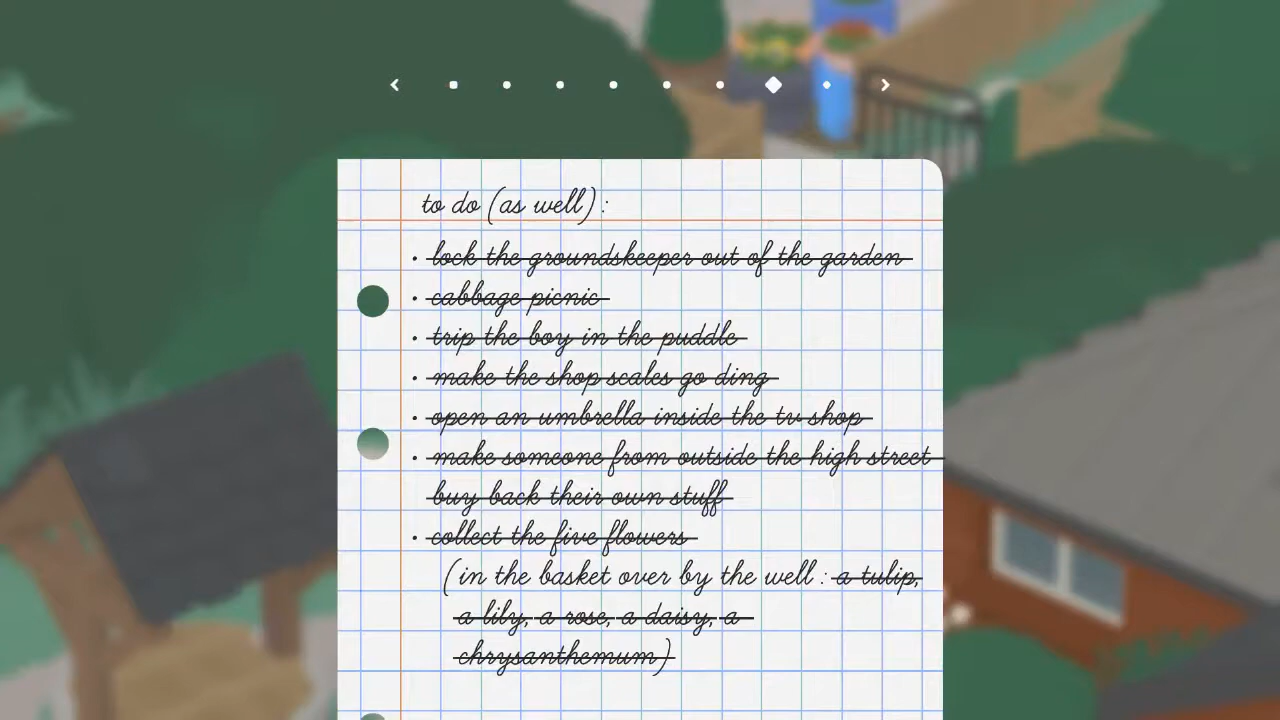 to do (as well):
• lock the groundskeeper out of the garden
• cabbage picnic
• trip the boy in the puddle
• make the shop scales go ding
• open an umbrella inside the tv shop
• make someone from outside the high street
buy back their own stuff
• collect the five flowers
(in the basket over by the well: a tulip,
a lily, a rose, a daisy, a
chrysanthemum)